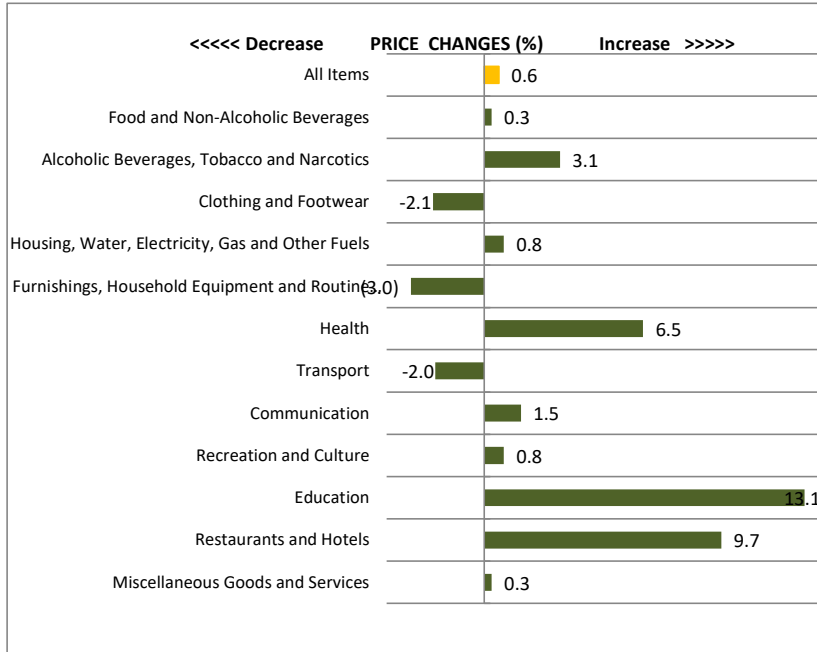 <<<<< Decrease PRICE CHANGES (%) Increase >>>>>
All Items 0.6
Food and Non-Alcoholic Beverages 0.3
Alcoholic Beverages, Tobacco and Narcotics 3.1
Clothing and Footwear -2.1
Housing, Water, Electricity, Gas and Other Fuels 0.8
Furnishings, Household Equipment and Routine... (3.0)
Health 6.5
Transport -2.0
Communication 1.5
Recreation and Culture 0.8
Education 13.1
Restaurants and Hotels 9.7
Miscellaneous Goods and Services 0.3